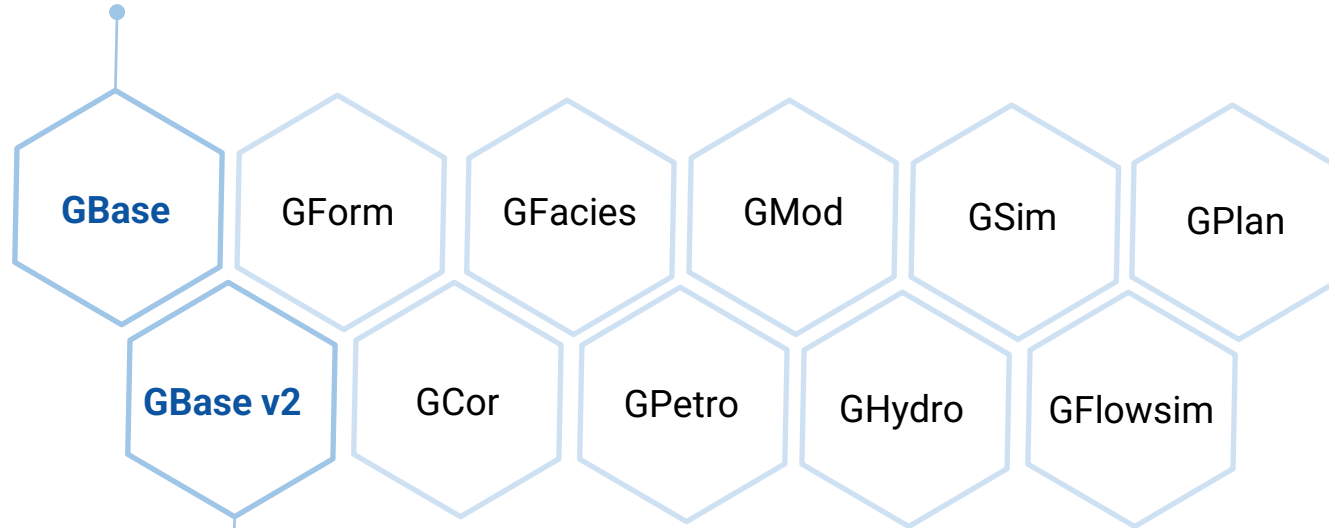 GBase
GForm
GFacies
GMod
GSim
GPlan
GBase v2
GCor
GPetro
GHydro
GFlowsim